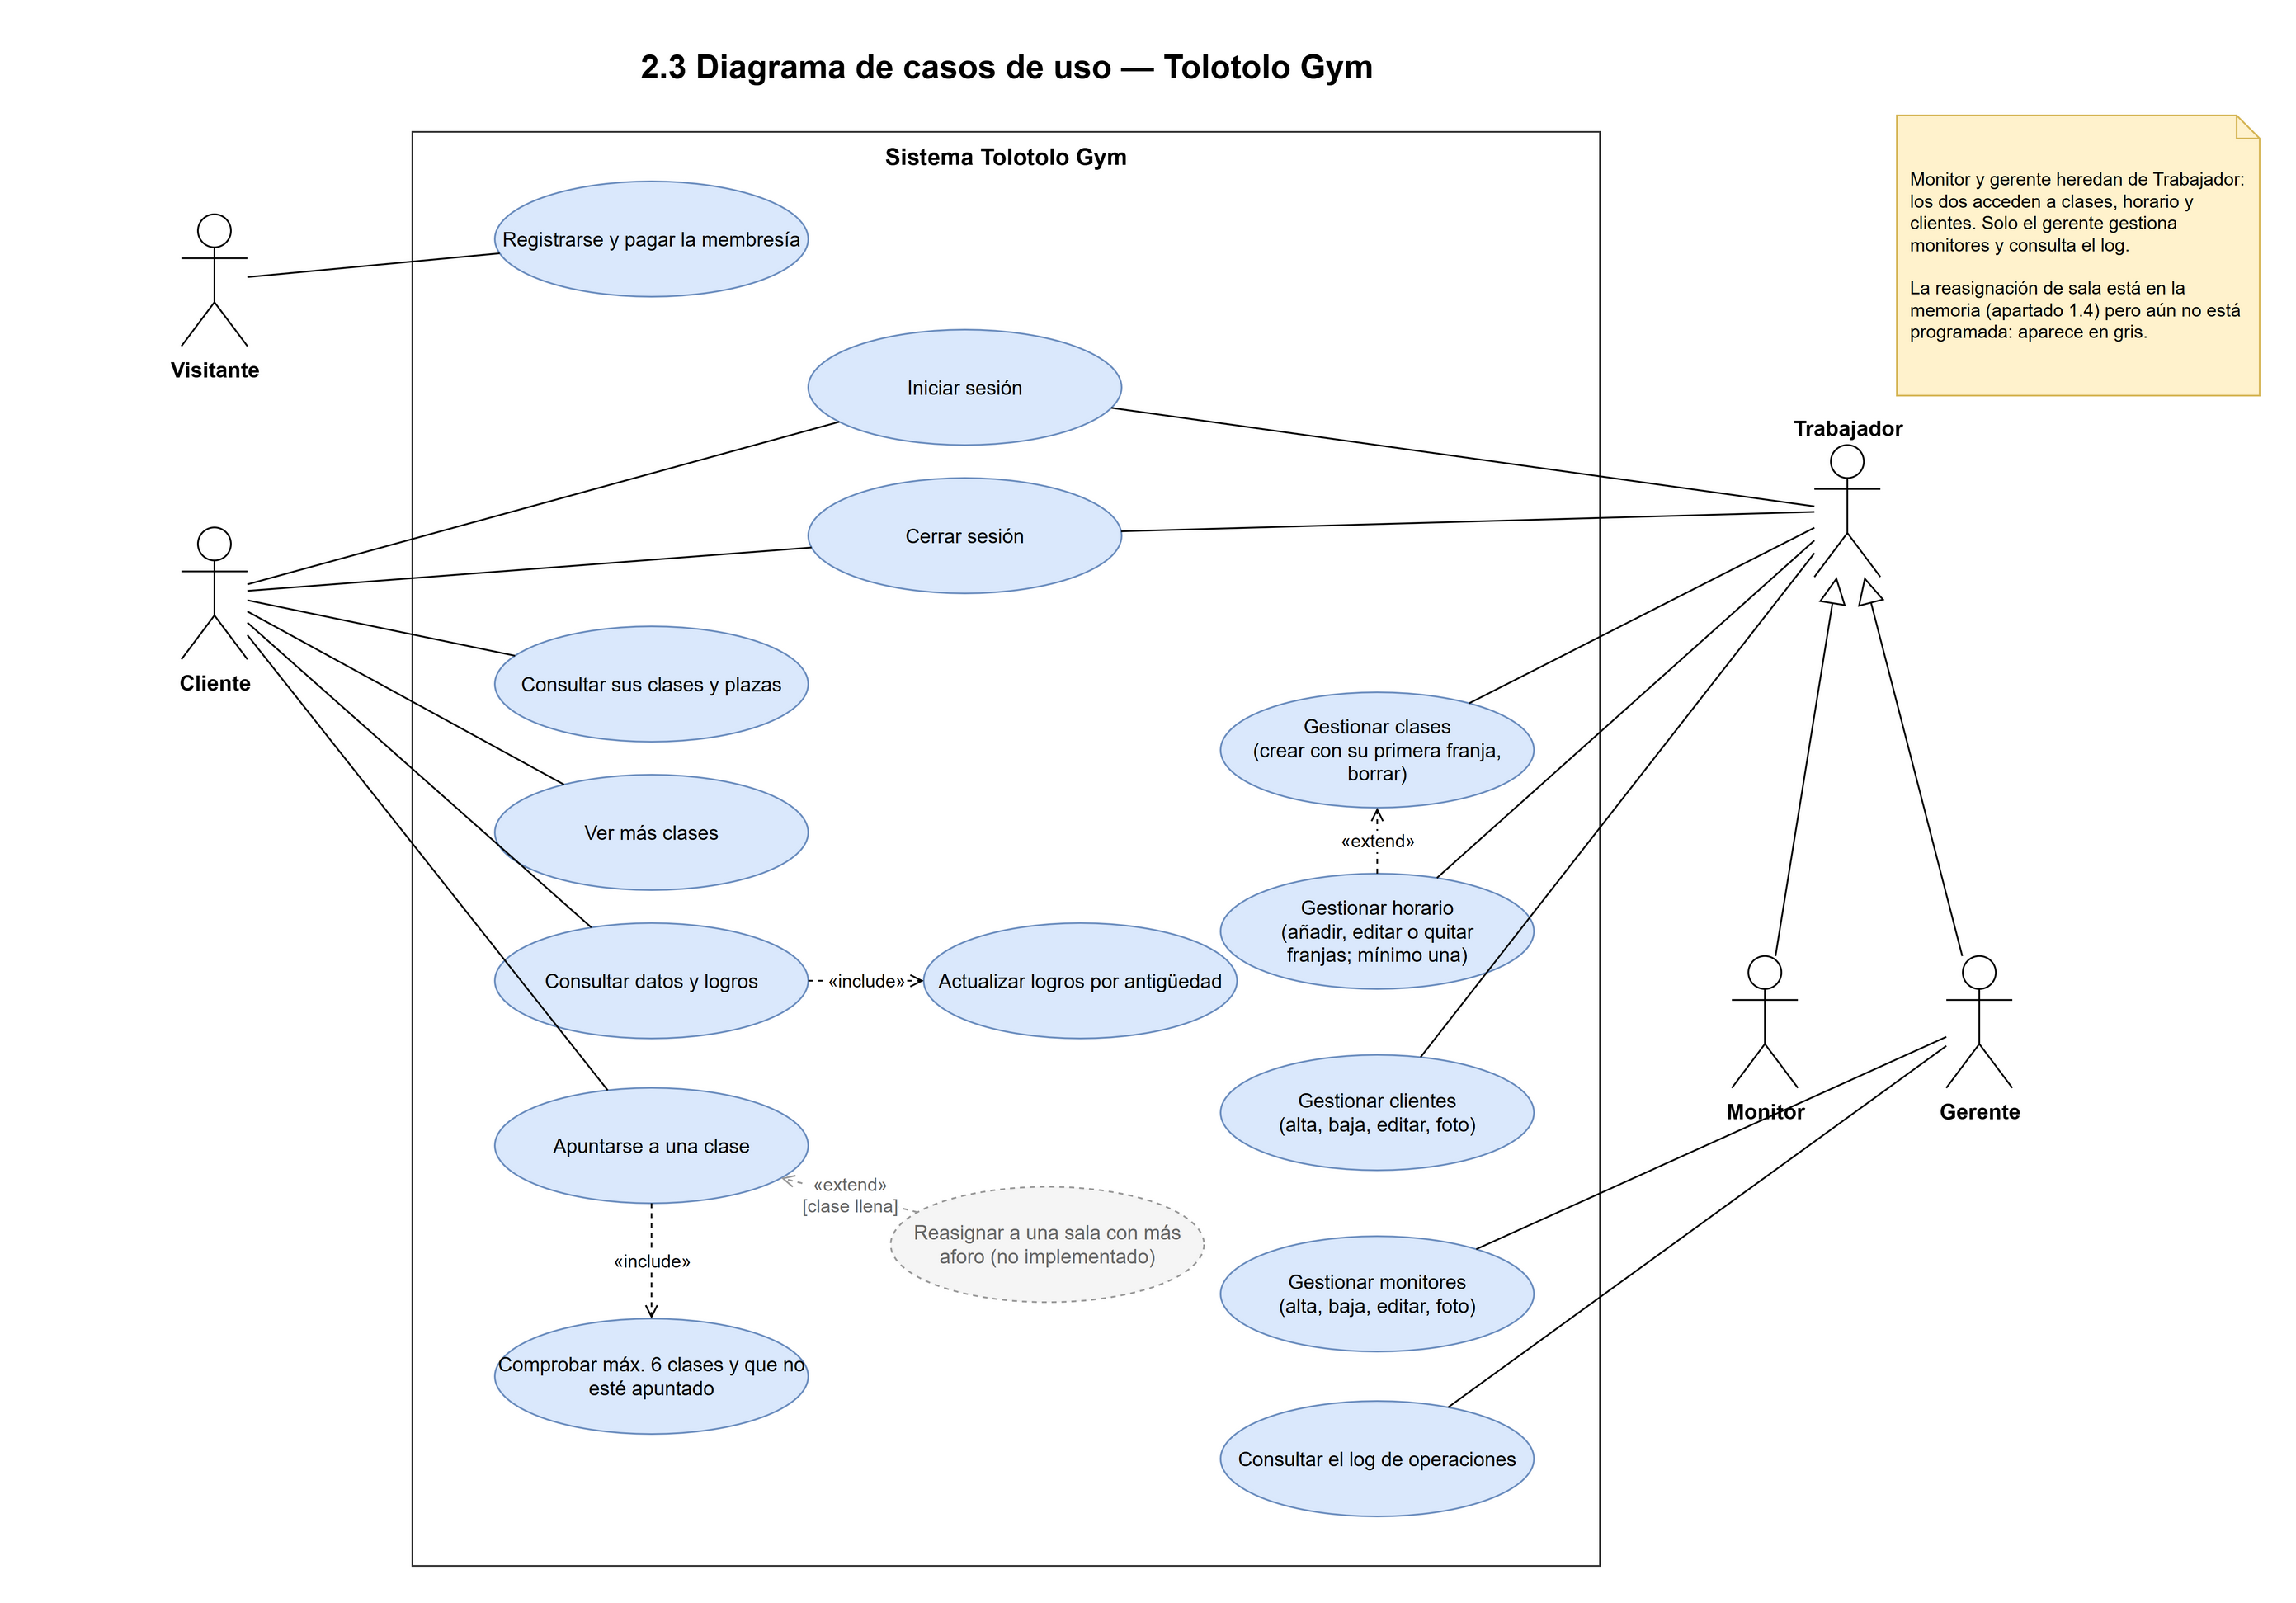 2.3 Diagrama de casos de uso — Tolotolo Gym
Sistema Tolotolo Gym
Monitor y gerente heredan de Trabajador:
los dos acceden a clases, horario y
clientes. Solo el gerente gestiona
monitores y consulta el log.
La reasignación de sala está en la
memoria (apartado 1.4) pero aún no está
programada: aparece en gris.
Registrarse y pagar la membresía
Visitante
Iniciar sesión
Trabajador
Cerrar sesión
Cliente
Consultar sus clases y plazas
Gestionar clases
(crear con su primera franja,
borrar)
Ver más clases
«extend»
Gestionar horario
(añadir, editar o quitar
franjas; mínimo una)
Consultar datos y logros
«include»
Actualizar logros por antigüedad
Gestionar clientes
(alta, baja, editar, foto)
Monitor
Gerente
Apuntarse a una clase
«extend»
[clase llena]
Reasignar a una sala con más
aforo (no implementado)
«include»
Gestionar monitores
(alta, baja, editar, foto)
Comprobar máx. 6 clases y que no
esté apuntado
Consultar el log de operaciones